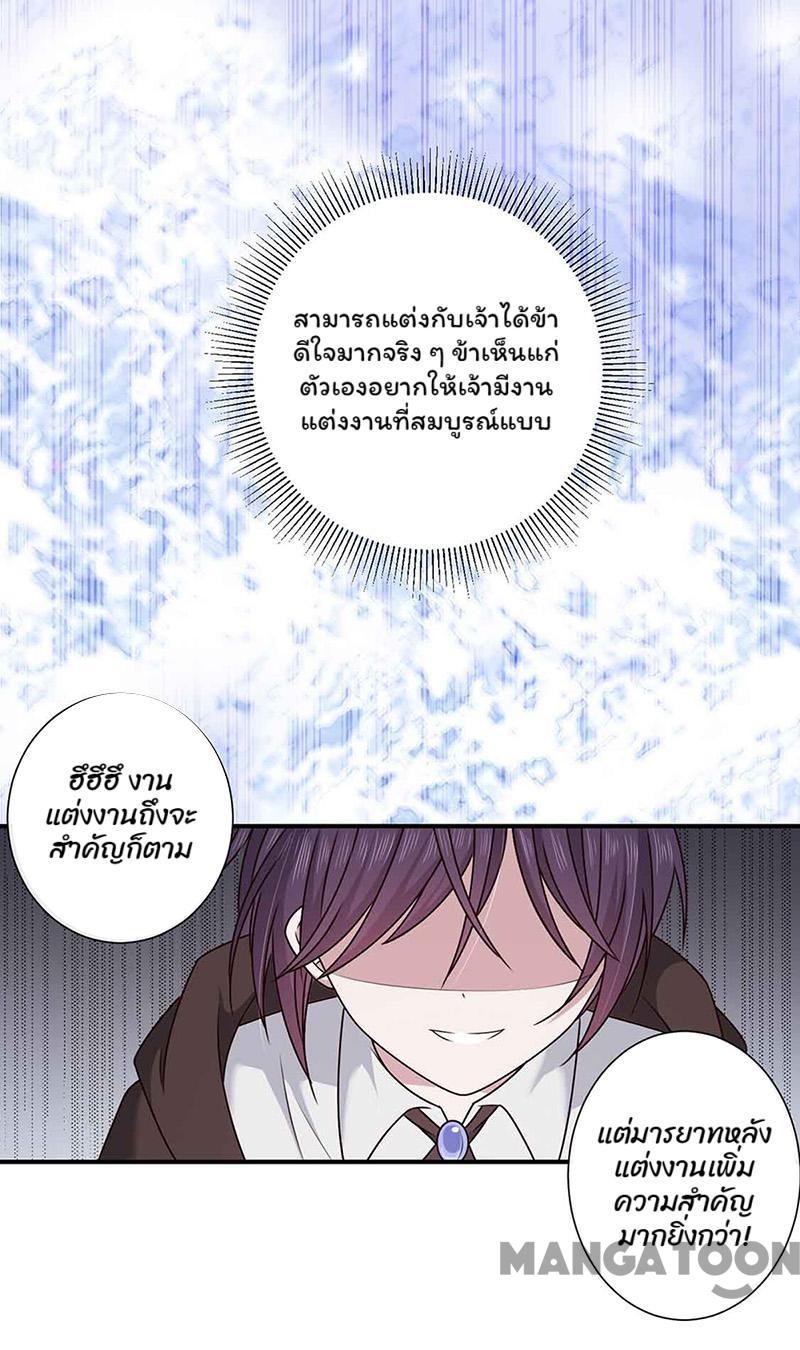 สามารถแต่งกับเจ้าได้ข้า
ดีใจมากจริง ๆ ข้าเห็นแก่
ตัวเองอยากให้เจ้ามีงาน
แต่งงานที่สมบูรณ์แบบ
ฮึฮึฮึ งาน
แต่งงานถึงจะ
สำคัญก็ตาม
แต่มารยาทหลัง
แต่งงานเพิ่ม
ความสำคัญ
มากยิ่งกว่า!
MANGATOON